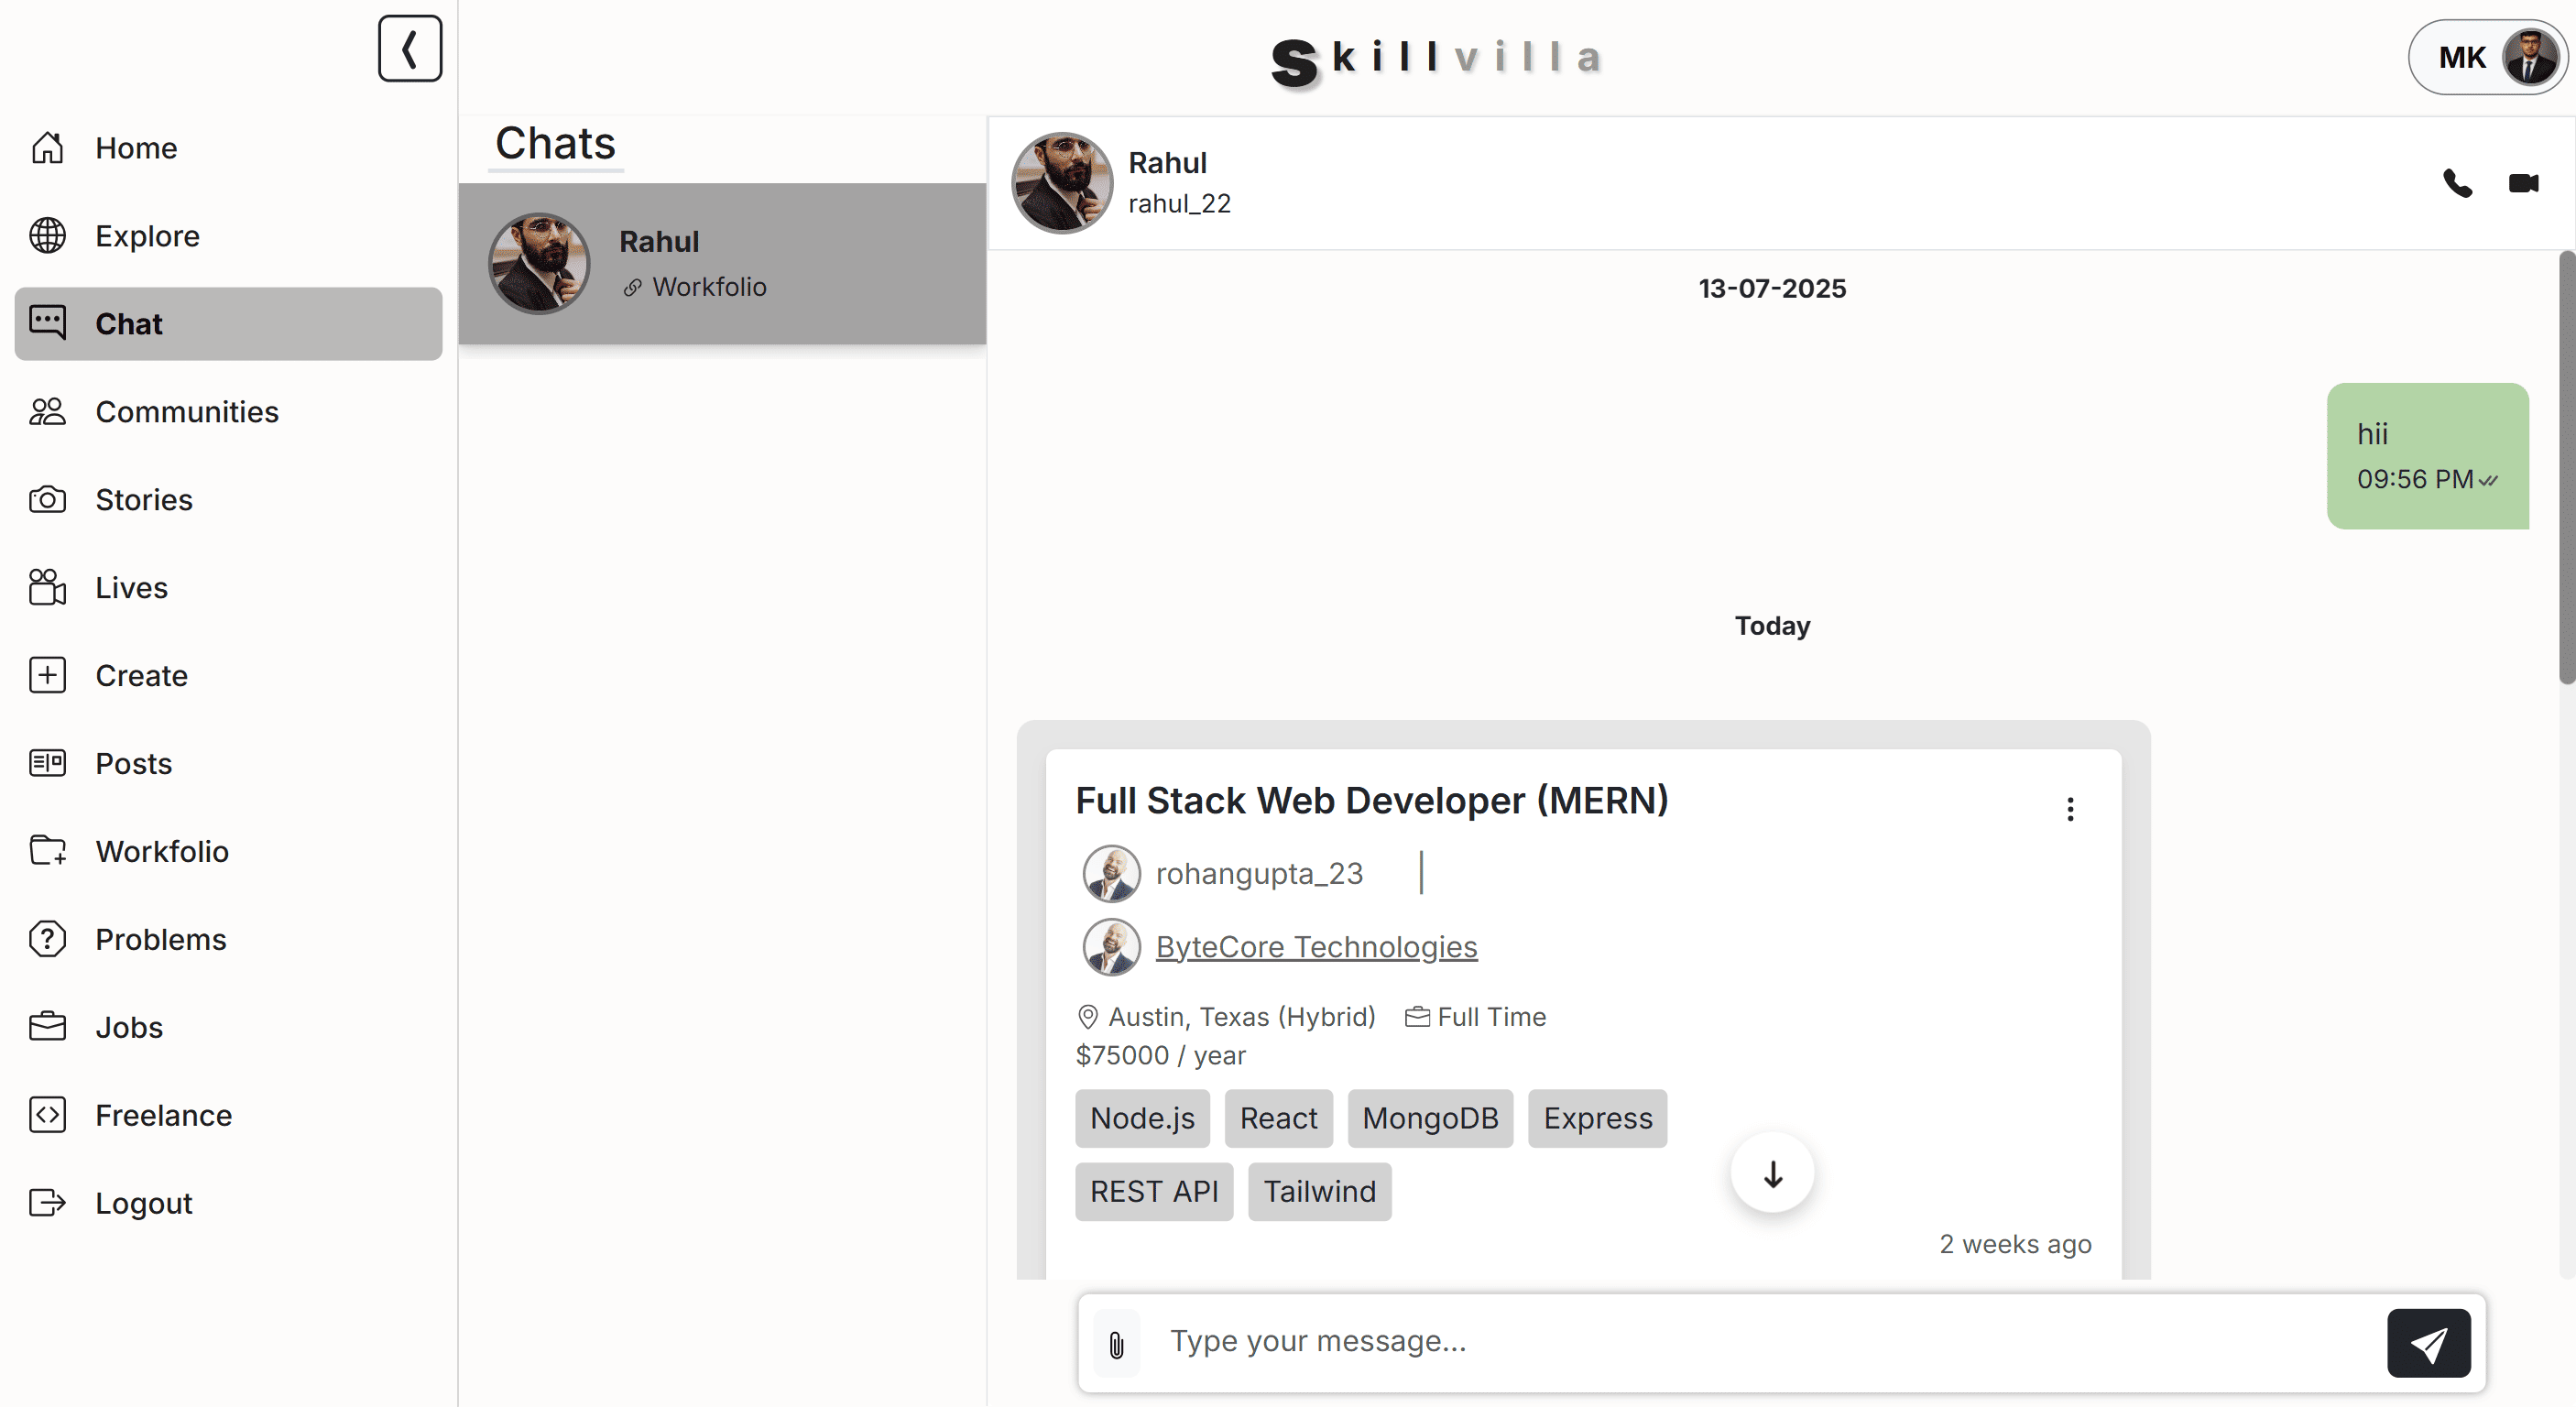 Skillvilla
MK
Home
Explore
Chat
Communities
Stories
Lives
Create
Posts
Workfolio
Problems
Jobs
Freelance
Logout
Chats
Rahul
Workfolio
Rahul
rahul_22
13-07-2025
hii
09:56 PM
Today
Full Stack Web Developer (MERN)
rohangupta_23 |
ByteCore Technologies
Austin, Texas (Hybrid) Full Time
$75000 / year
Node.js React MongoDB Express
REST API Tailwind
2 weeks ago
Type your message...